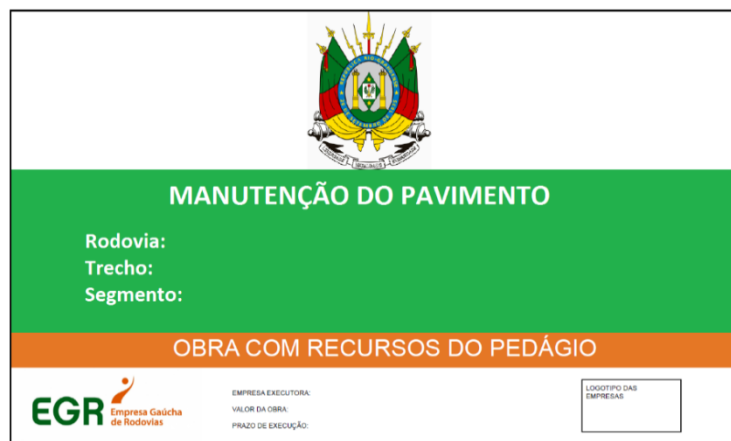 MANUTENÇÃO DO PAVIMENTO
Rodovia:
Trecho:
Segmento:
OBRA COM RECURSOS DO PEDÁGIO
EGR Empresa Gaúcha
de Rodovias
EMPRESA EXECUTORA:
VALOR DA OBRA:
PRAZO DE EXECUÇÃO:
LOGOTIPO DAS
EMPRESAS